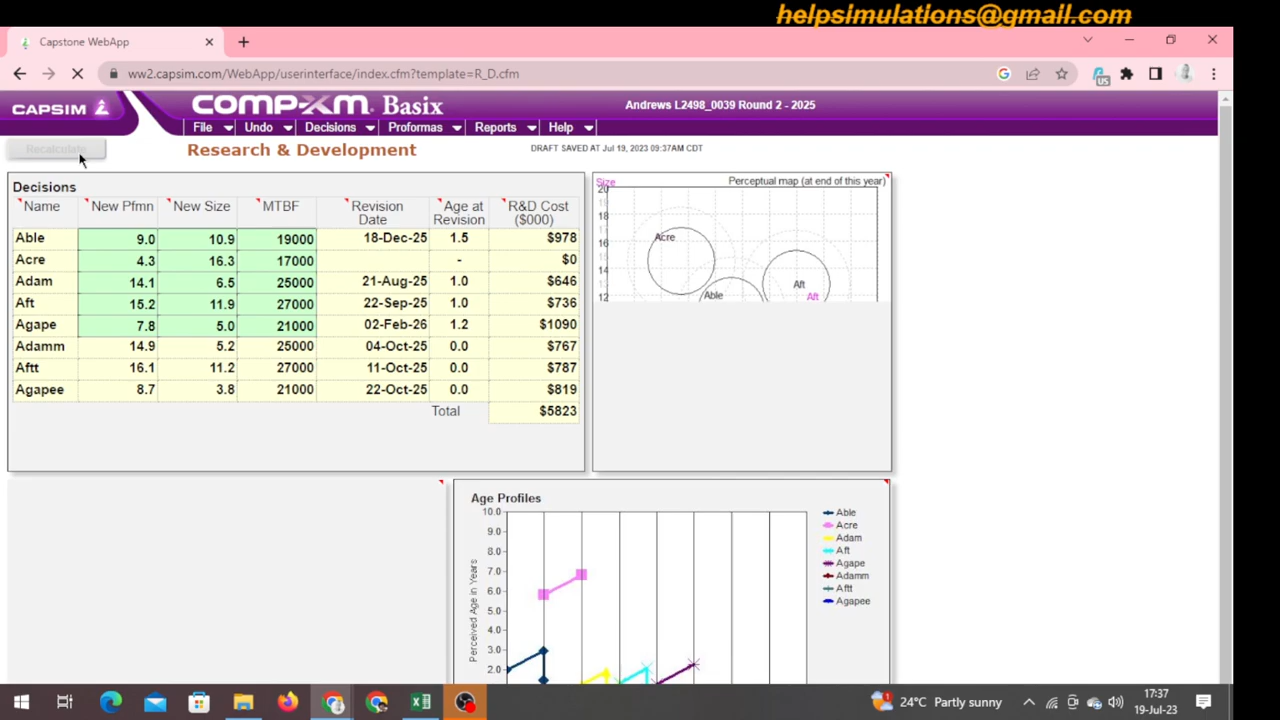 helpsimulations@gmail.com
Capstone WebApp
ww2.capsim.com/WebApp/userinterface/index.cfm?template=R_D.cfm
US
CAPSIM
COMP-XM Basix
Andrews L2498_0039 Round 2 - 2025
File Undo Decisions Proformas Reports Help
Recalculate
Research & Development
DRAFT SAVED AT Jul 19, 2023 09:37AM CDT
Decisions
Name New Pfmn New Size MTBF Revision Date Age at Revision R&D Cost ($000)
Able 9.0 10.9 19000 18-Dec-25 1.5 $978
Acre 4.3 16.3 17000 - $0
Adam 14.1 6.5 25000 21-Aug-25 1.0 $646
Aft 15.2 11.9 27000 22-Sep-25 1.0 $736
Agape 7.8 5.0 21000 02-Feb-26 1.2 $1090
Adamm 14.9 5.2 25000 04-Oct-25 0.0 $767
Aftt 16.1 11.2 27000 11-Oct-25 0.0 $787
Agapee 8.7 3.8 21000 22-Oct-25 0.0 $819
Total $5823
Size Perceptual map (at end of this year)
20
18
16
14
12
Acre
Able
Aft
Aft
Age Profiles
10.0
9.0
8.0
7.0
6.0
5.0
4.0
3.0
2.0
Perceived Age in Years
Able
Acre
Adam
Aft
Agape
Adamm
Aftt
Agapee
24°C Partly sunny
17:37
19-Jul-23